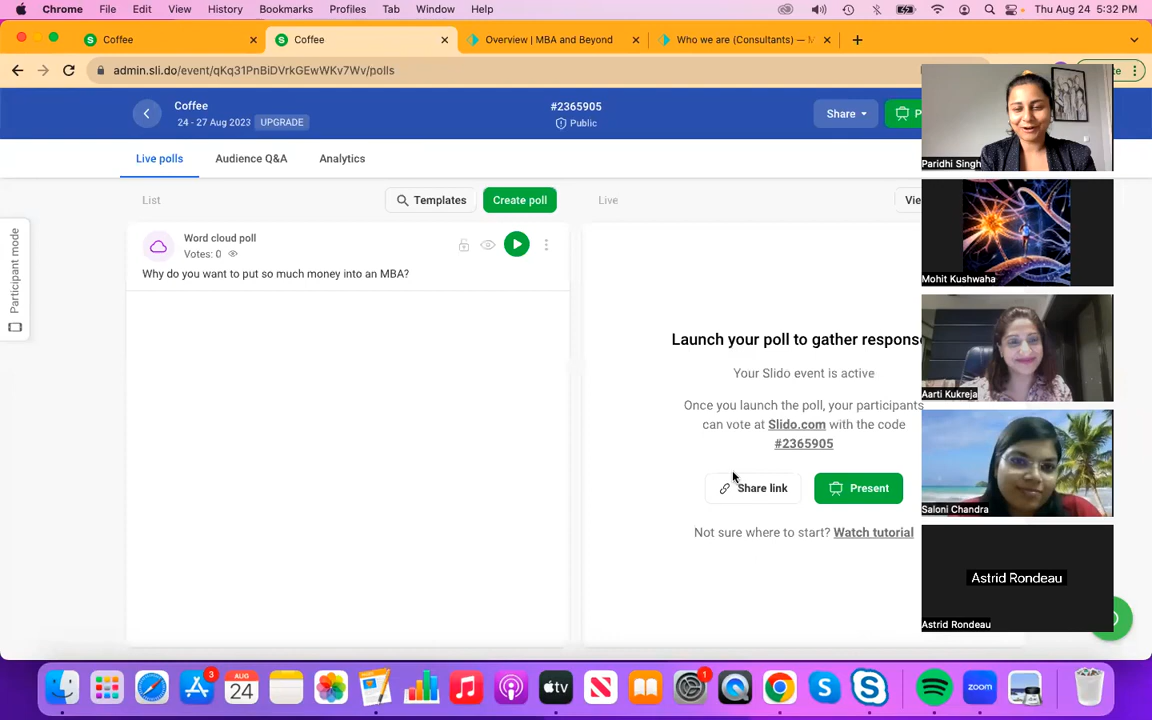 Chrome File Edit View History Bookmarks Profiles Tab Window Help Thu Aug 24 5:32 PM
Coffee Coffee Overview | MBA and Beyond Who we are (Consultants) —
admin.sli.do/event/qKq31PnBiDVrkGEwWKv7Wv/polls
Coffee
24 - 27 Aug 2023 UPGRADE
#2365905
Public
Share
Live polls Audience Q&A Analytics
List Templates Create poll Live
Participant mode
Word cloud poll
Votes: 0
Why do you want to put so much money into an MBA?
Launch your poll to gather response
Your Slido event is active
Once you launch the poll, your participants
can vote at Slido.com with the code
#2365905
Share link Present
Not sure where to start? Watch tutorial
Paridhi Singh
Mohit Kushwaha
Aarti Kukreja
Saloni Chandra
Astrid Rondeau
Astrid Rondeau
3 AUG 24 tv 1 zoom